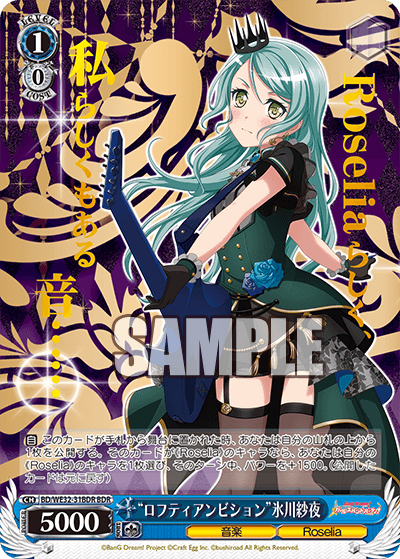 LEVEL
1
0
COST
Roseliaらしく、
私らしくもある
音……
SAMPLE
自 このカードが手札から舞台に置かれた時、あなたは自分の山札の上から
1枚を公開する。そのカードが《Roselia》のキャラなら、あなたは自分の
《Roselia》のキャラを1枚選び、そのターン中、パワーを+1500。(公開し
たカードは元に戻す)
CH BD/WE32-31BDR BDR
5000
"ロフティアンビション" 氷川紗夜
音楽
Roselia
©BanG Dream! Project ©Craft Egg Inc. ©bushiroad All Rights Reserved.